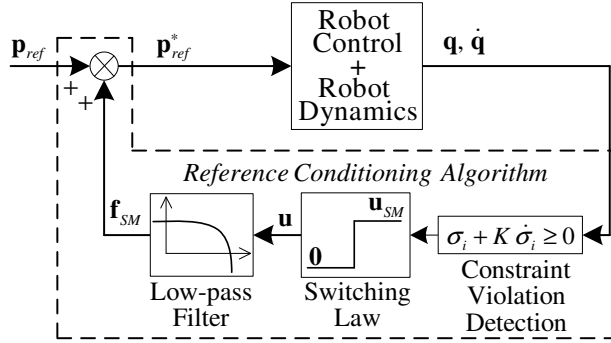 p_ref
+
+
p*_ref
Robot
Control
+
Robot
Dynamics
q, q̇
Reference Conditioning Algorithm
f_SM
Low-pass
Filter
u
0
u_SM
Switching
Law
σ_i + K σ̇_i ≥ 0
Constraint
Violation
Detection